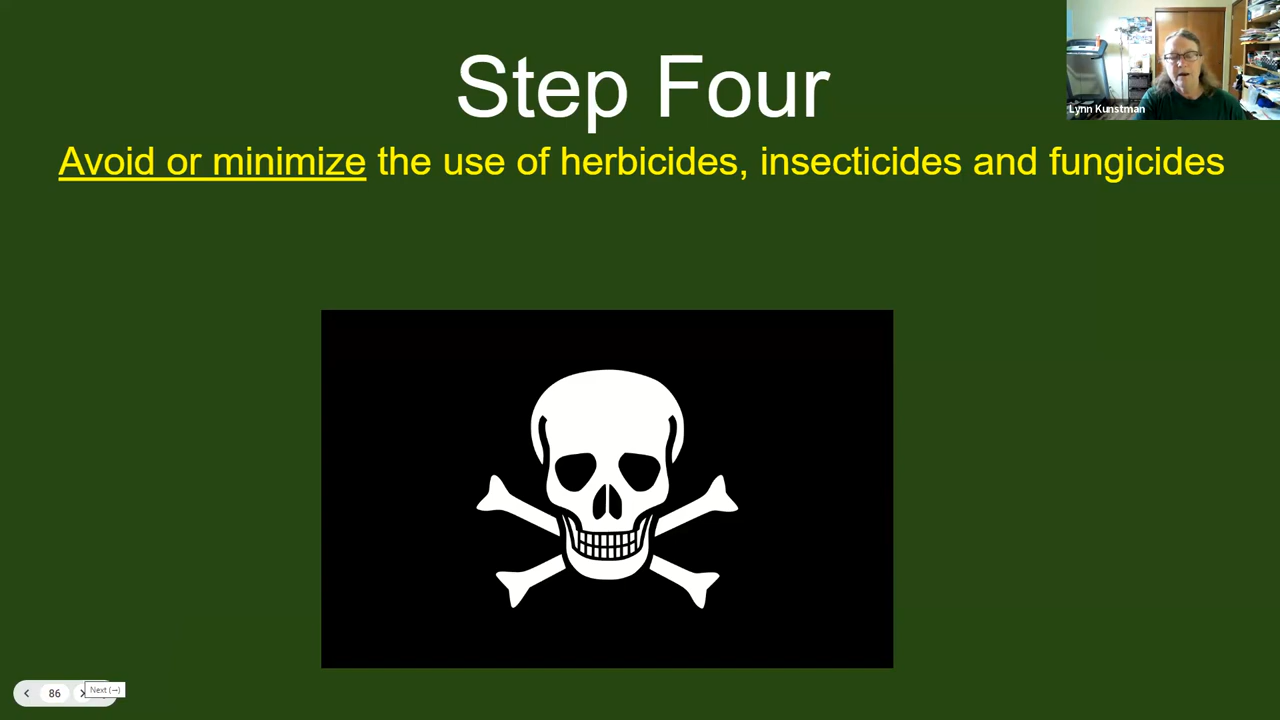 Step Four
Avoid or minimize the use of herbicides, insecticides and fungicides
Lynn Kunstman
86
Next (→)